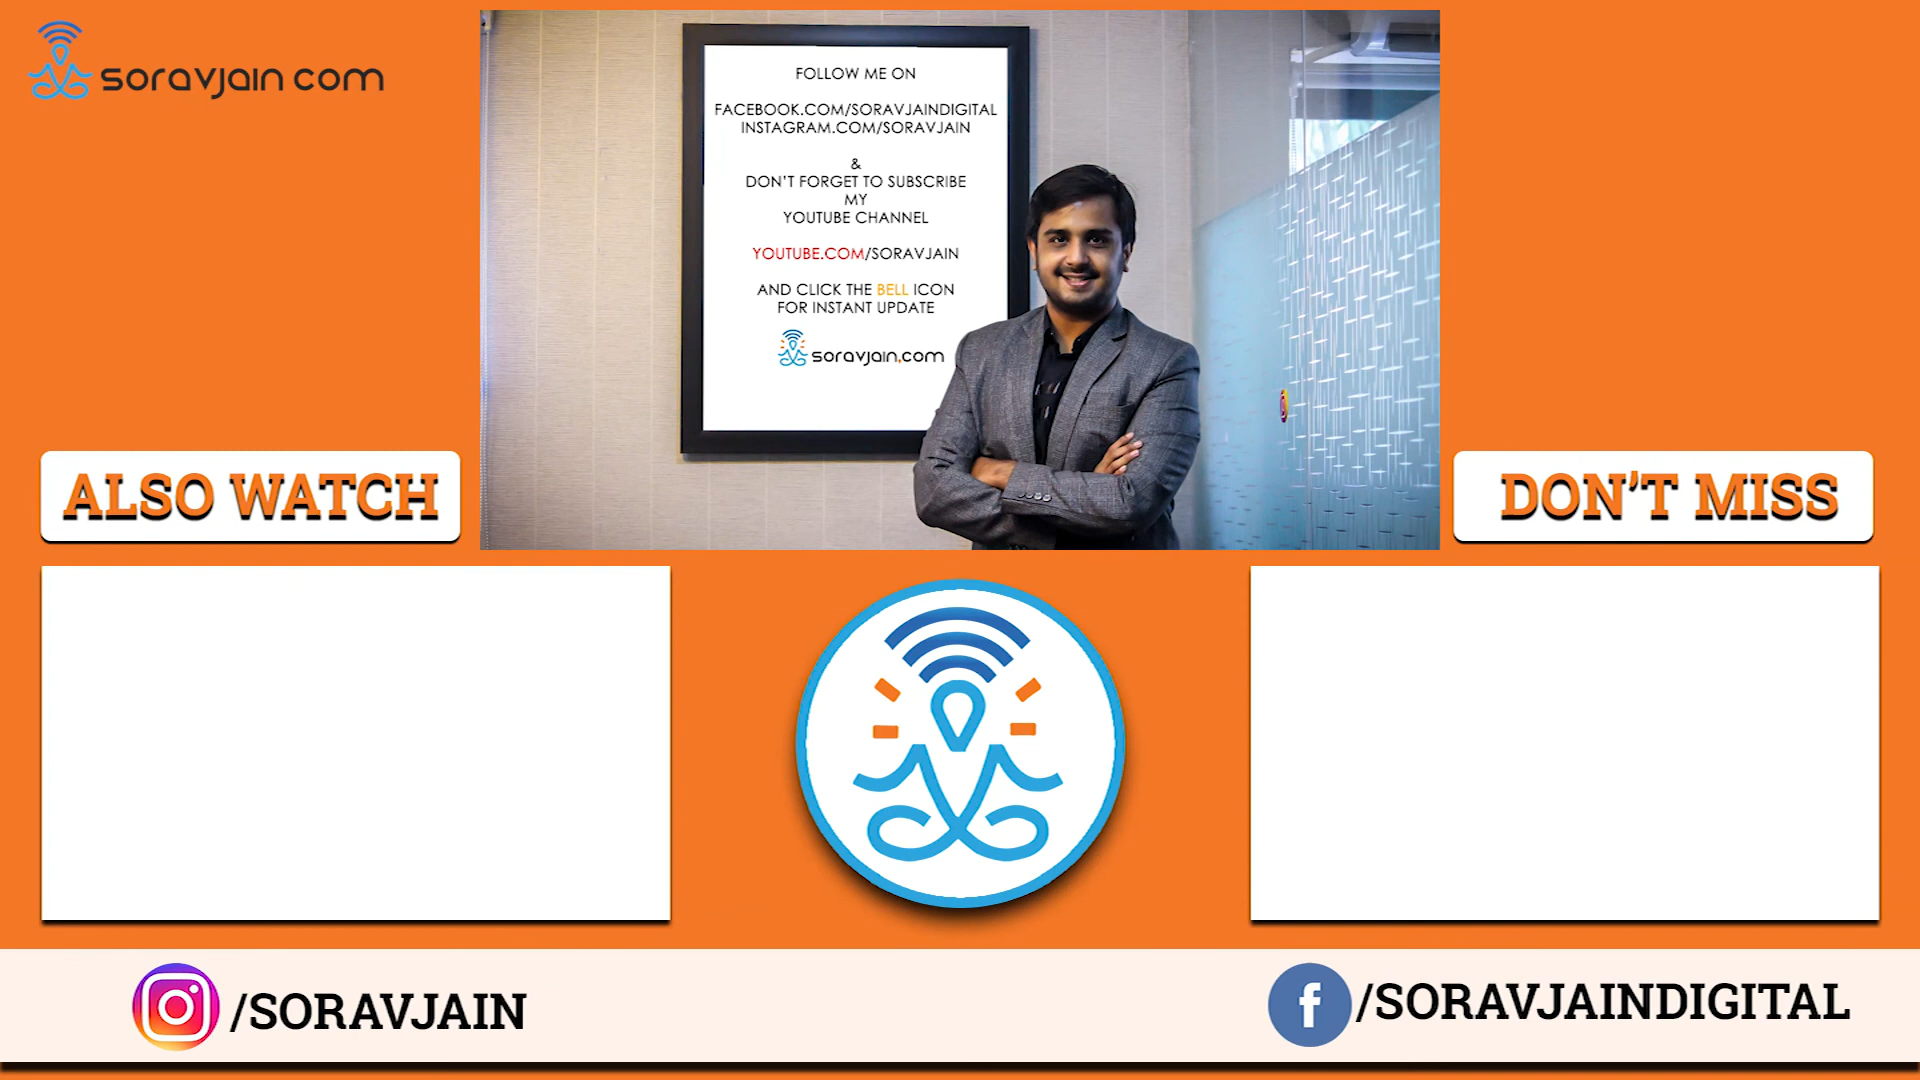 soravjain com
FOLLOW ME ON
FACEBOOK.COM/SORAVJAINDIGITAL
INSTAGRAM.COM/SORAVJAIN
&
DON'T FORGET TO SUBSCRIBE
MY
YOUTUBE CHANNEL
YOUTUBE.COM/SORAVJAIN
AND CLICK THE BELL ICON
FOR INSTANT UPDATE
soravjain.com
ALSO WATCH
DON'T MISS
/SORAVJAIN
/SORAVJAINDIGITAL